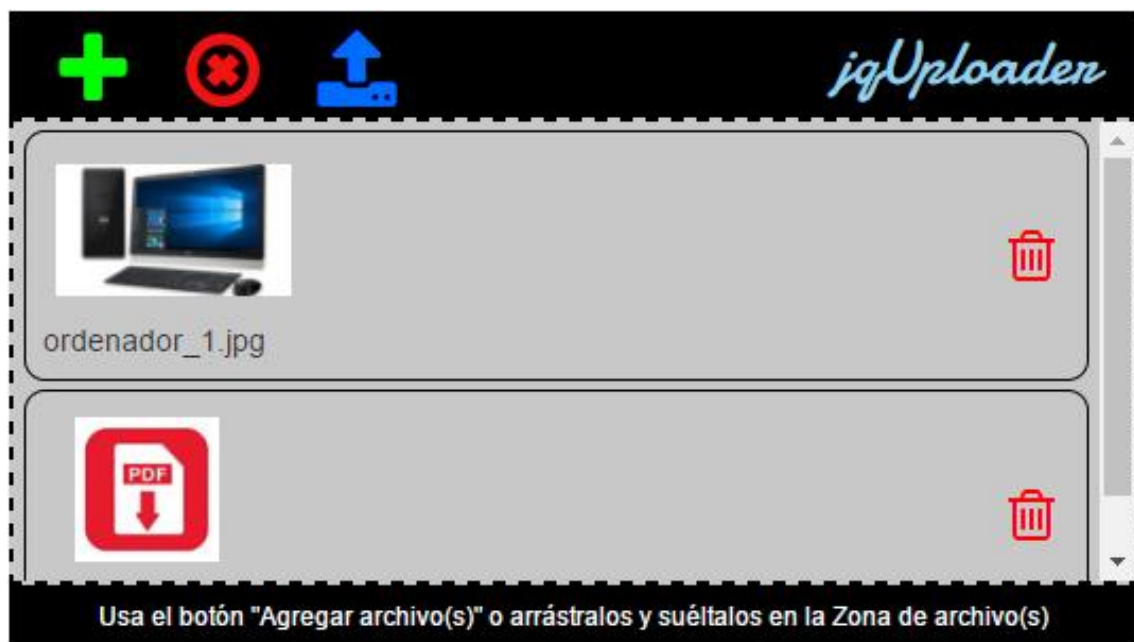 jqUploader
ordenador_1.jpg
PDF
Usa el botón "Agregar archivo(s)" o arrástralos y suéltalos en la Zona de archivo(s)